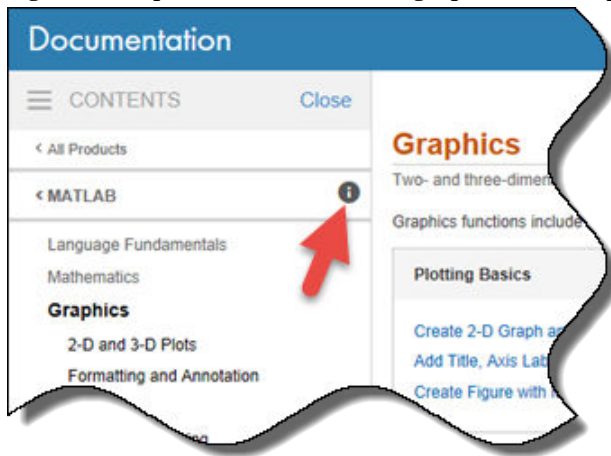 Documentation
CONTENTS Close
< All Products
< MATLAB
Language Fundamentals
Mathematics
Graphics
2-D and 3-D Plots
Formatting and Annotation
Graphics
Two- and three-dimen
Graphics functions include
Plotting Basics
Create 2-D Graph a
Add Title, Axis Lab
Create Figure with